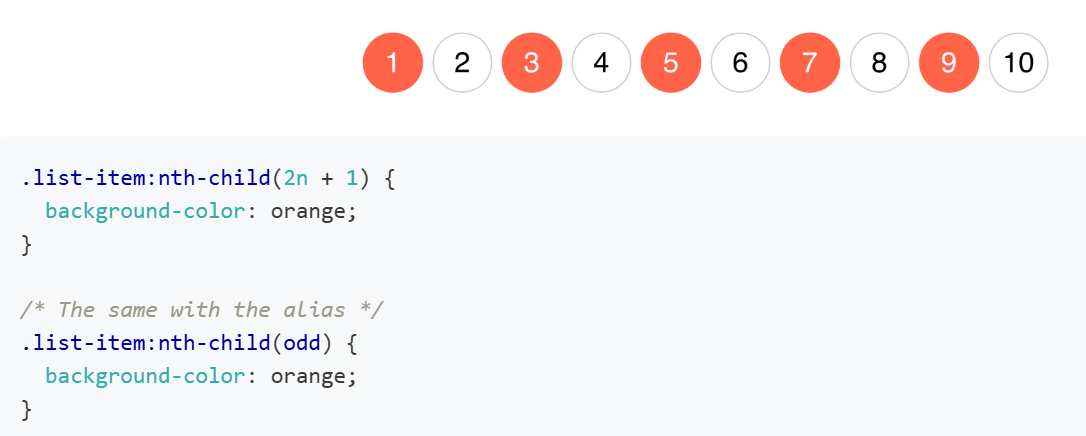 1 2 3 4 5 6 7 8 9 10
.list-item:nth-child(2n + 1) {
  background-color: orange;
}

/* The same with the alias */
.list-item:nth-child(odd) {
  background-color: orange;
}